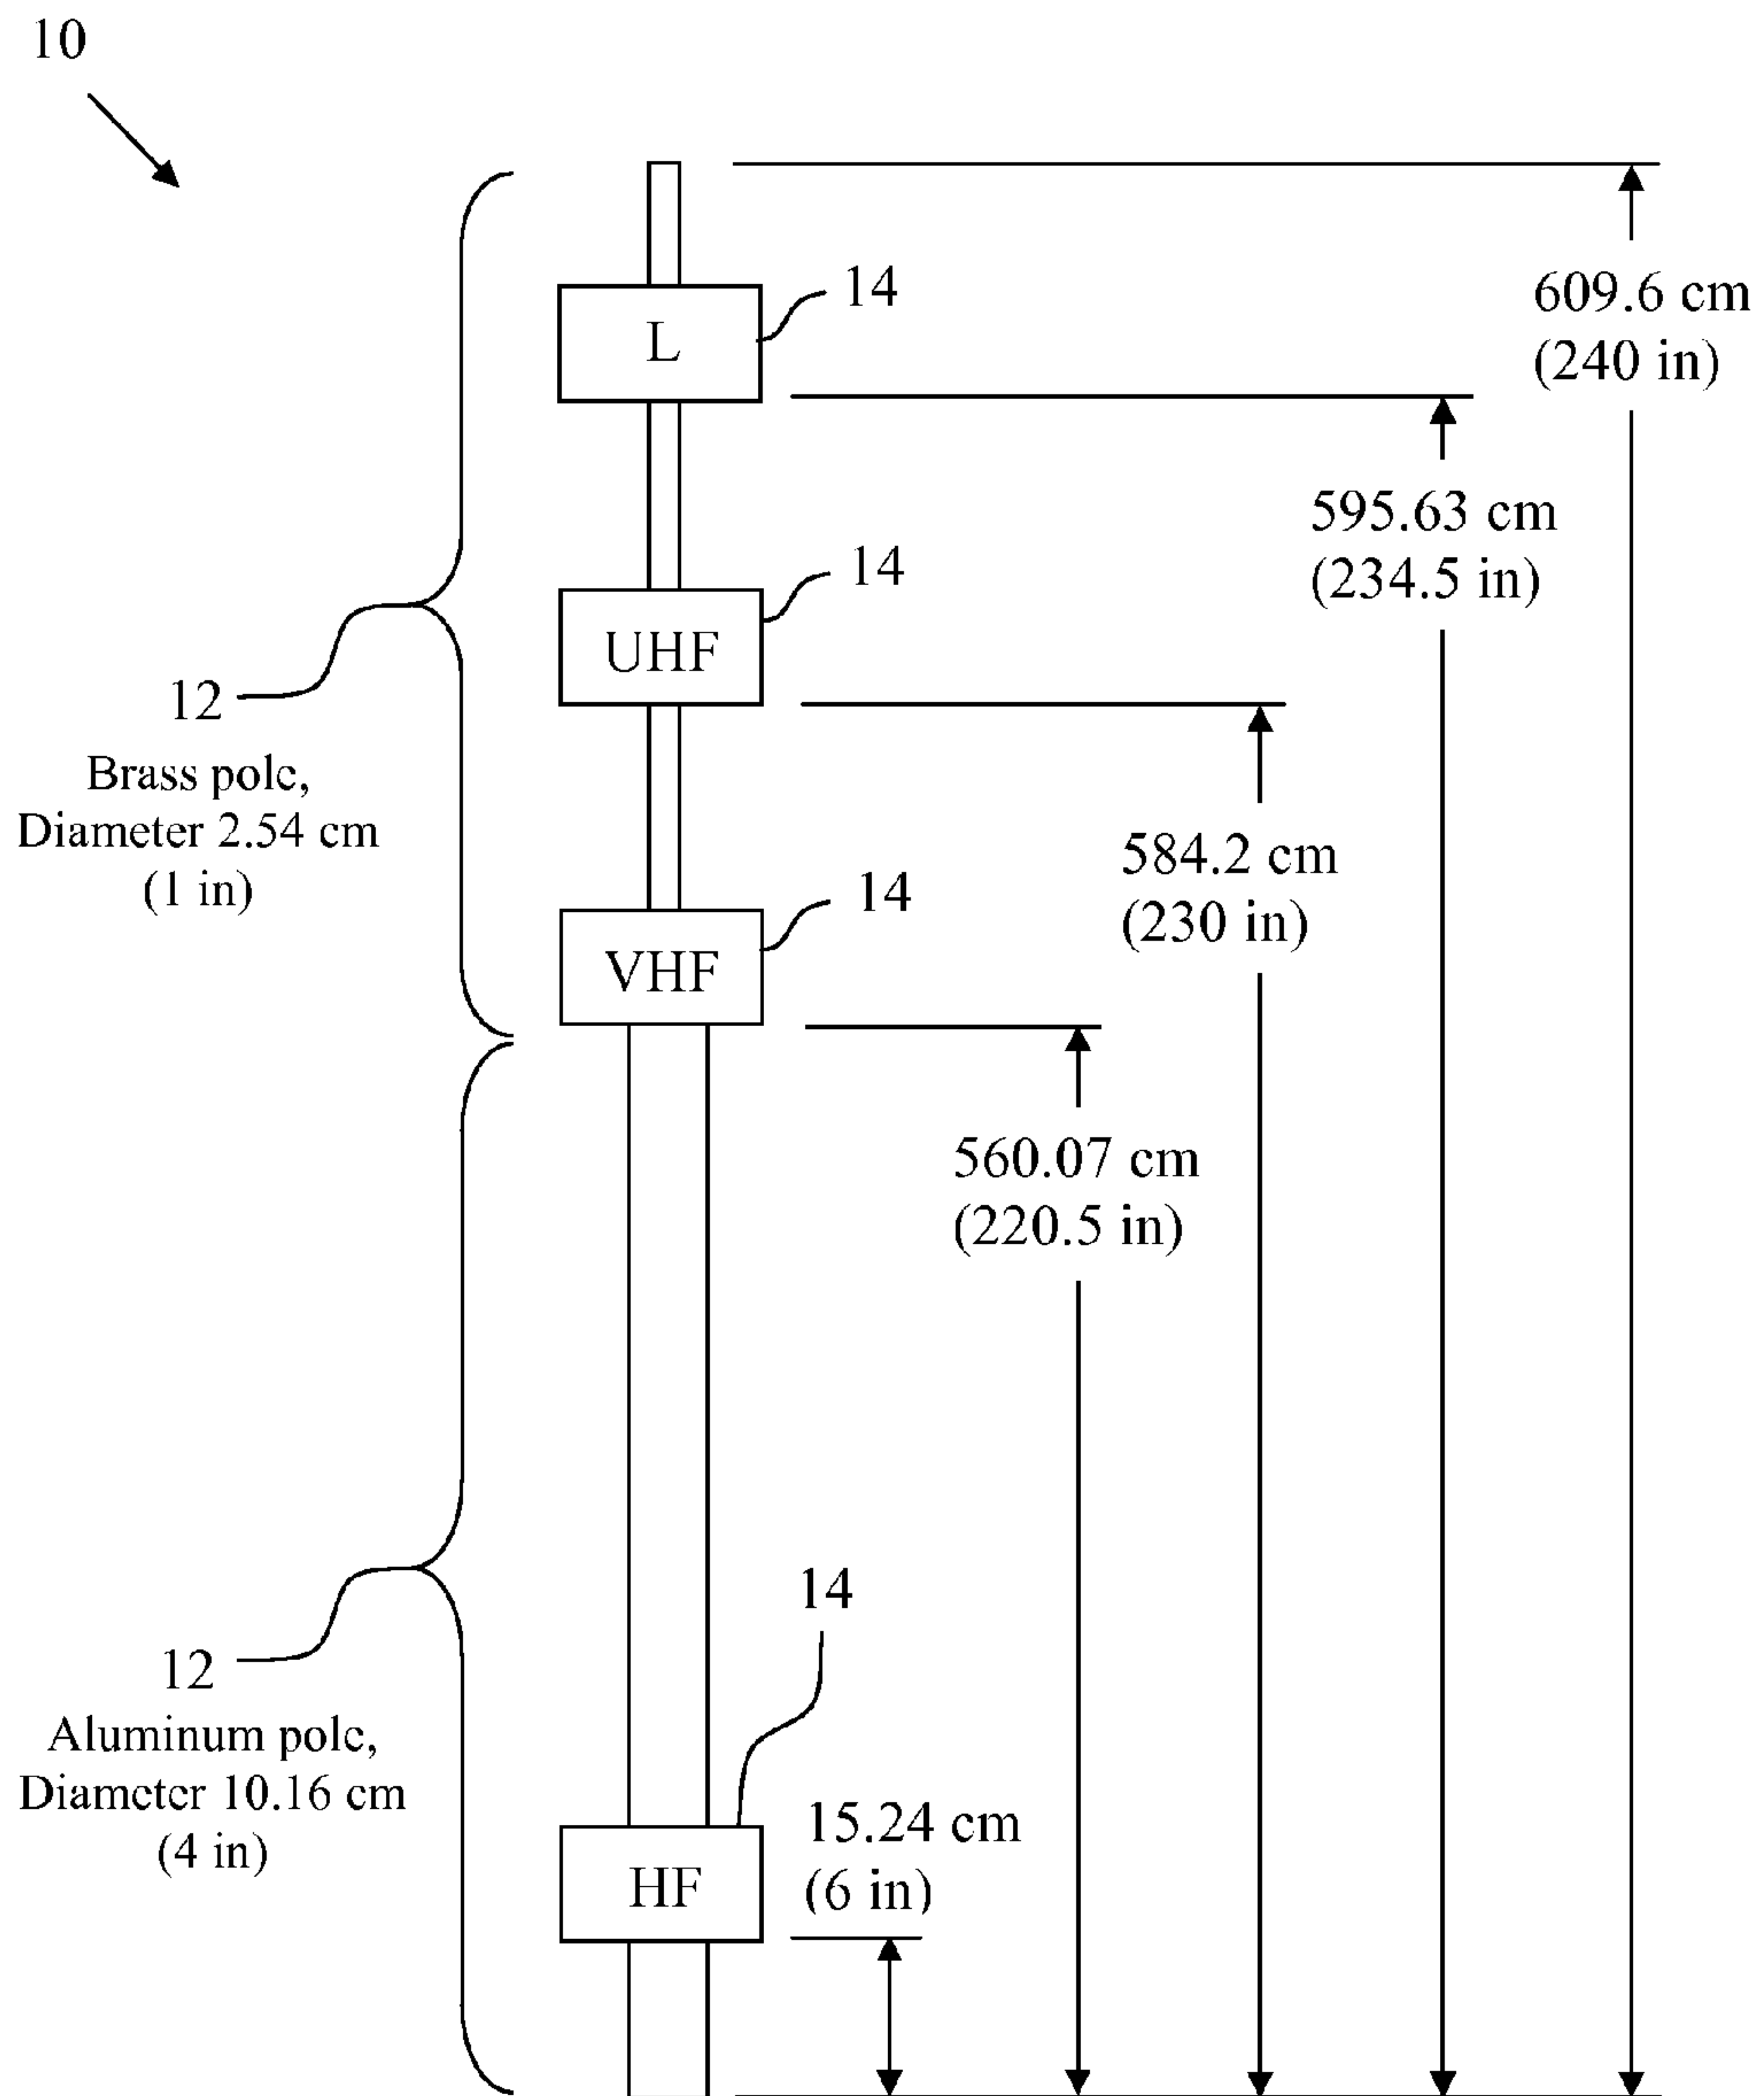 10
14
L
609.6 cm
(240 in)
595.63 cm
(234.5 in)
14
UHF
12
Brass pole,
Diameter 2.54 cm
(1 in)
584.2 cm
(230 in)
14
VHF
560.07 cm
(220.5 in)
14
12
Aluminum pole,
Diameter 10.16 cm
(4 in)
15.24 cm
(6 in)
HF